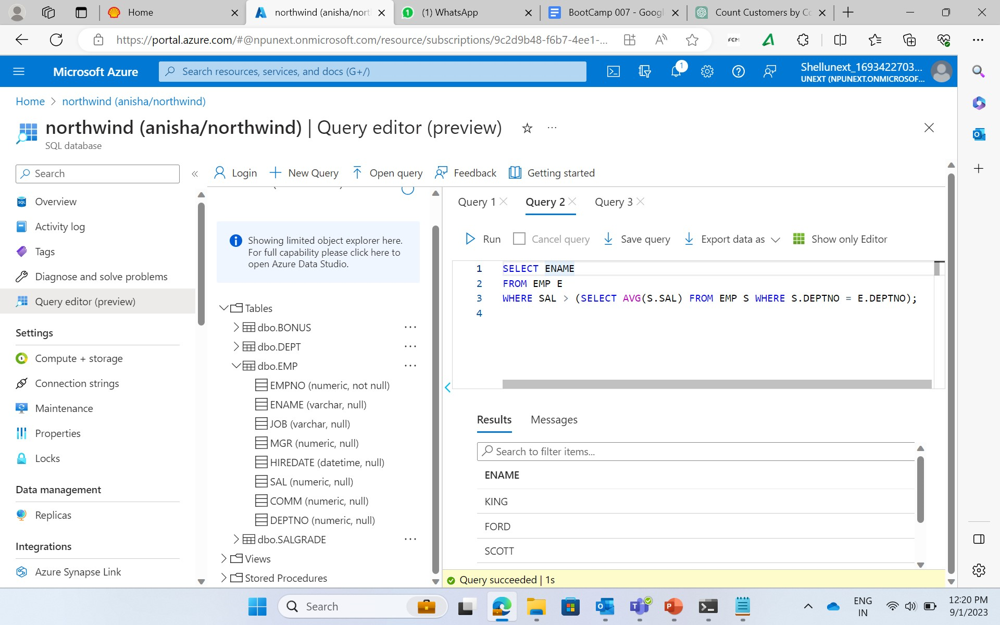 Home
northwind (anisha/nort
(1) WhatsApp
BootCamp 007 - Googl
Count Customers by Co
https://portal.azure.com/#@npunext.onmicrosoft.com/resource/subscriptions/9c2d9b48-f6b7-4ee1-...
FCM
Microsoft Azure
Search resources, services, and docs (G+/)
1
Shellunext_1693422703...
UNEXT (NPUNEXT.ONMICROSOF...
Home > northwind (anisha/northwind)
northwind (anisha/northwind) | Query editor (preview)
SQL database
Search
Overview
Activity log
Tags
Diagnose and solve problems
Query editor (preview)
Settings
Compute + storage
Connection strings
Maintenance
Properties
Locks
Data management
Replicas
Integrations
Azure Synapse Link
Login
New Query
Open query
Feedback
Getting started
Showing limited object explorer here.
For full capability please click here to
open Azure Data Studio.
Tables
dbo.BONUS
dbo.DEPT
dbo.EMP
EMPNO (numeric, not null)
ENAME (varchar, null)
JOB (varchar, null)
MGR (numeric, null)
HIREDATE (datetime, null)
SAL (numeric, null)
COMM (numeric, null)
DEPTNO (numeric, null)
dbo.SALGRADE
Views
Stored Procedures
Query 1
Query 2
Query 3
Run
Cancel query
Save query
Export data as
Show only Editor
1 SELECT ENAME
2 FROM EMP E
3 WHERE SAL > (SELECT AVG(S.SAL) FROM EMP S WHERE S.DEPTNO = E.DEPTNO);
4
Results
Messages
Search to filter items...
ENAME
KING
FORD
SCOTT
Query succeeded | 1s
Search
ENG
IN
12:20 PM
9/1/2023